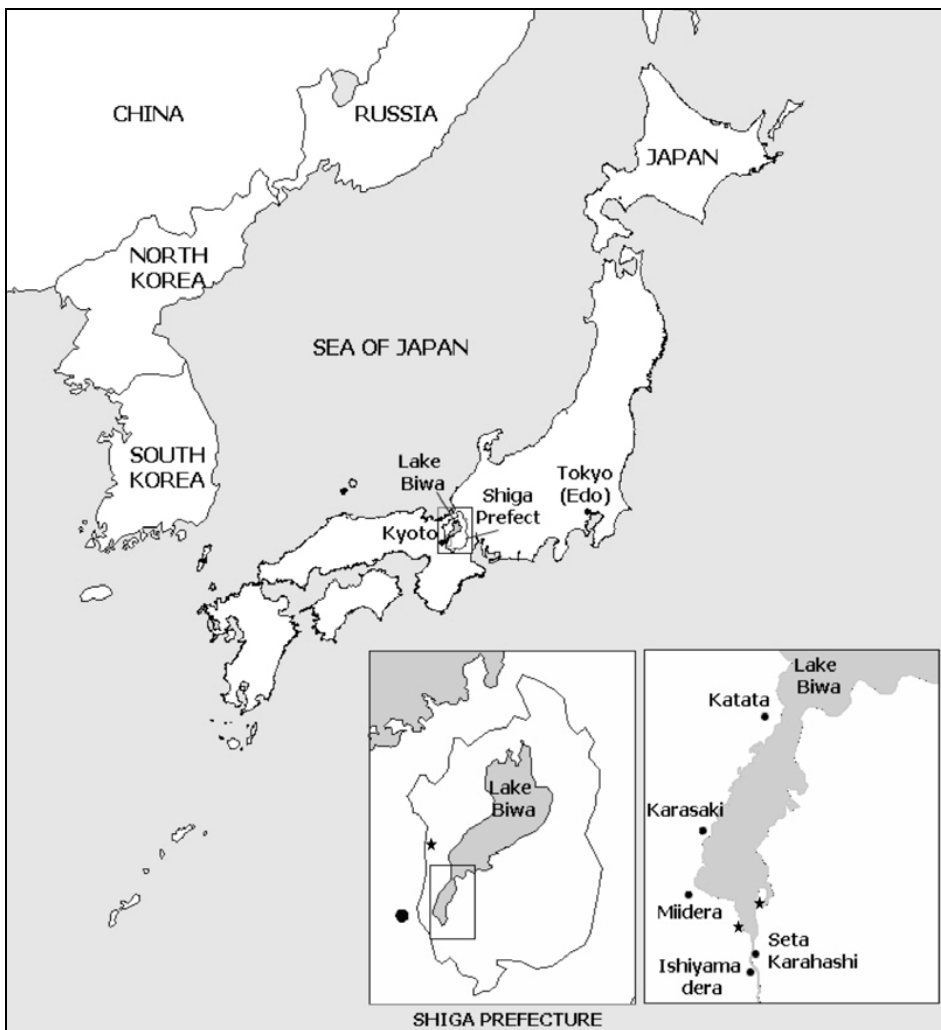 CHINA
RUSSIA
JAPAN
NORTH
KOREA
SEA OF JAPAN
SOUTH
KOREA
Lake
Biwa
Shiga
Prefect
Tokyo
(Edo)
Kyoto
Lake
Biwa
SHIGA PREFECTURE
Lake
Biwa
Katata
Karasaki
Miidera
Seta
Karahashi
Ishiyama
dera